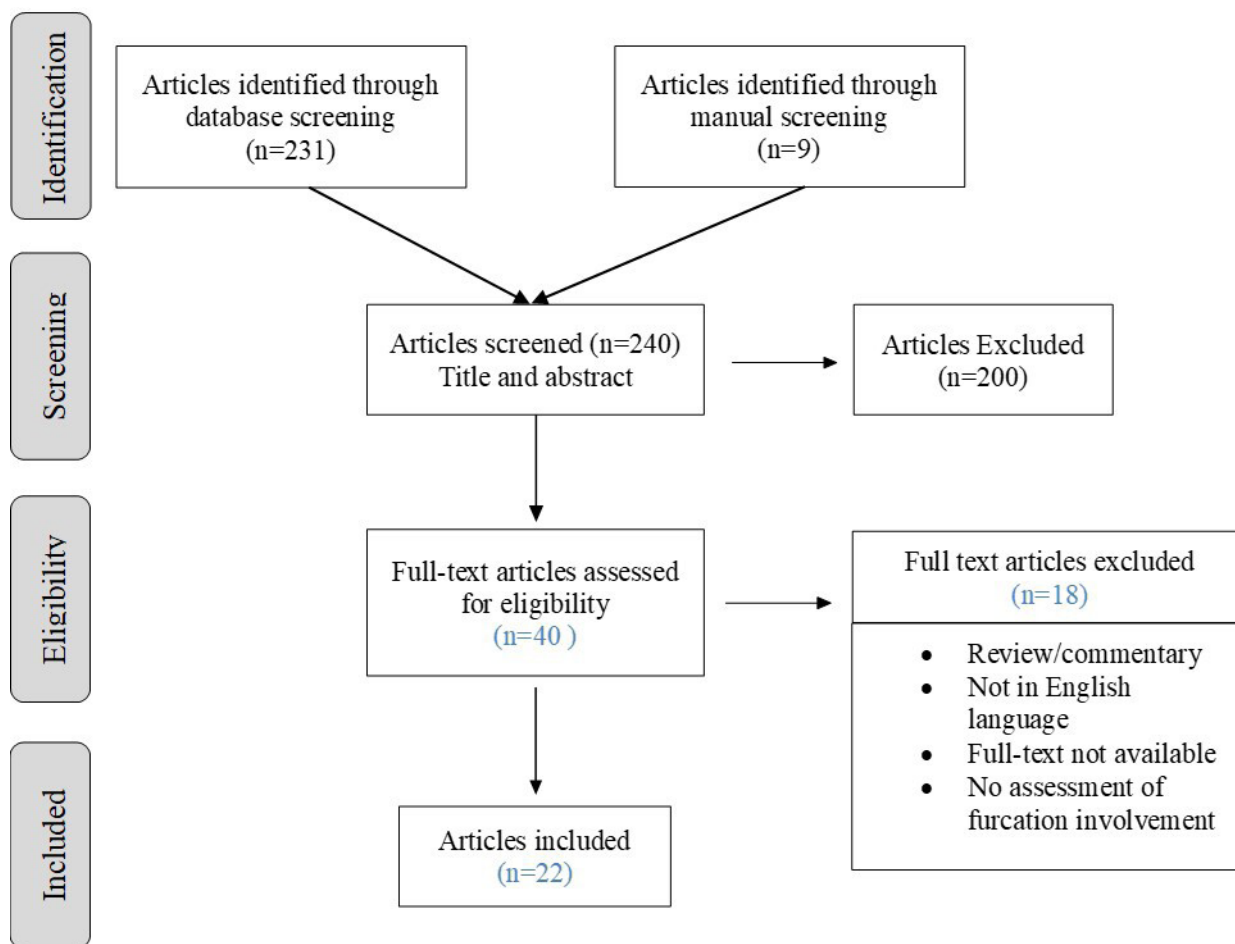 Identification
Articles identified through
database screening
(n=231)
Articles identified through
manual screening
(n=9)
Screening
Articles screened (n=240)
Title and abstract
Articles Excluded
(n=200)
Eligibility
Full-text articles assessed
for eligibility
(n=40 )
Full text articles excluded
(n=18)
• Review/commentary
• Not in English
language
• Full-text not available
• No assessment of
furcation involvement
Included
Articles included
(n=22)